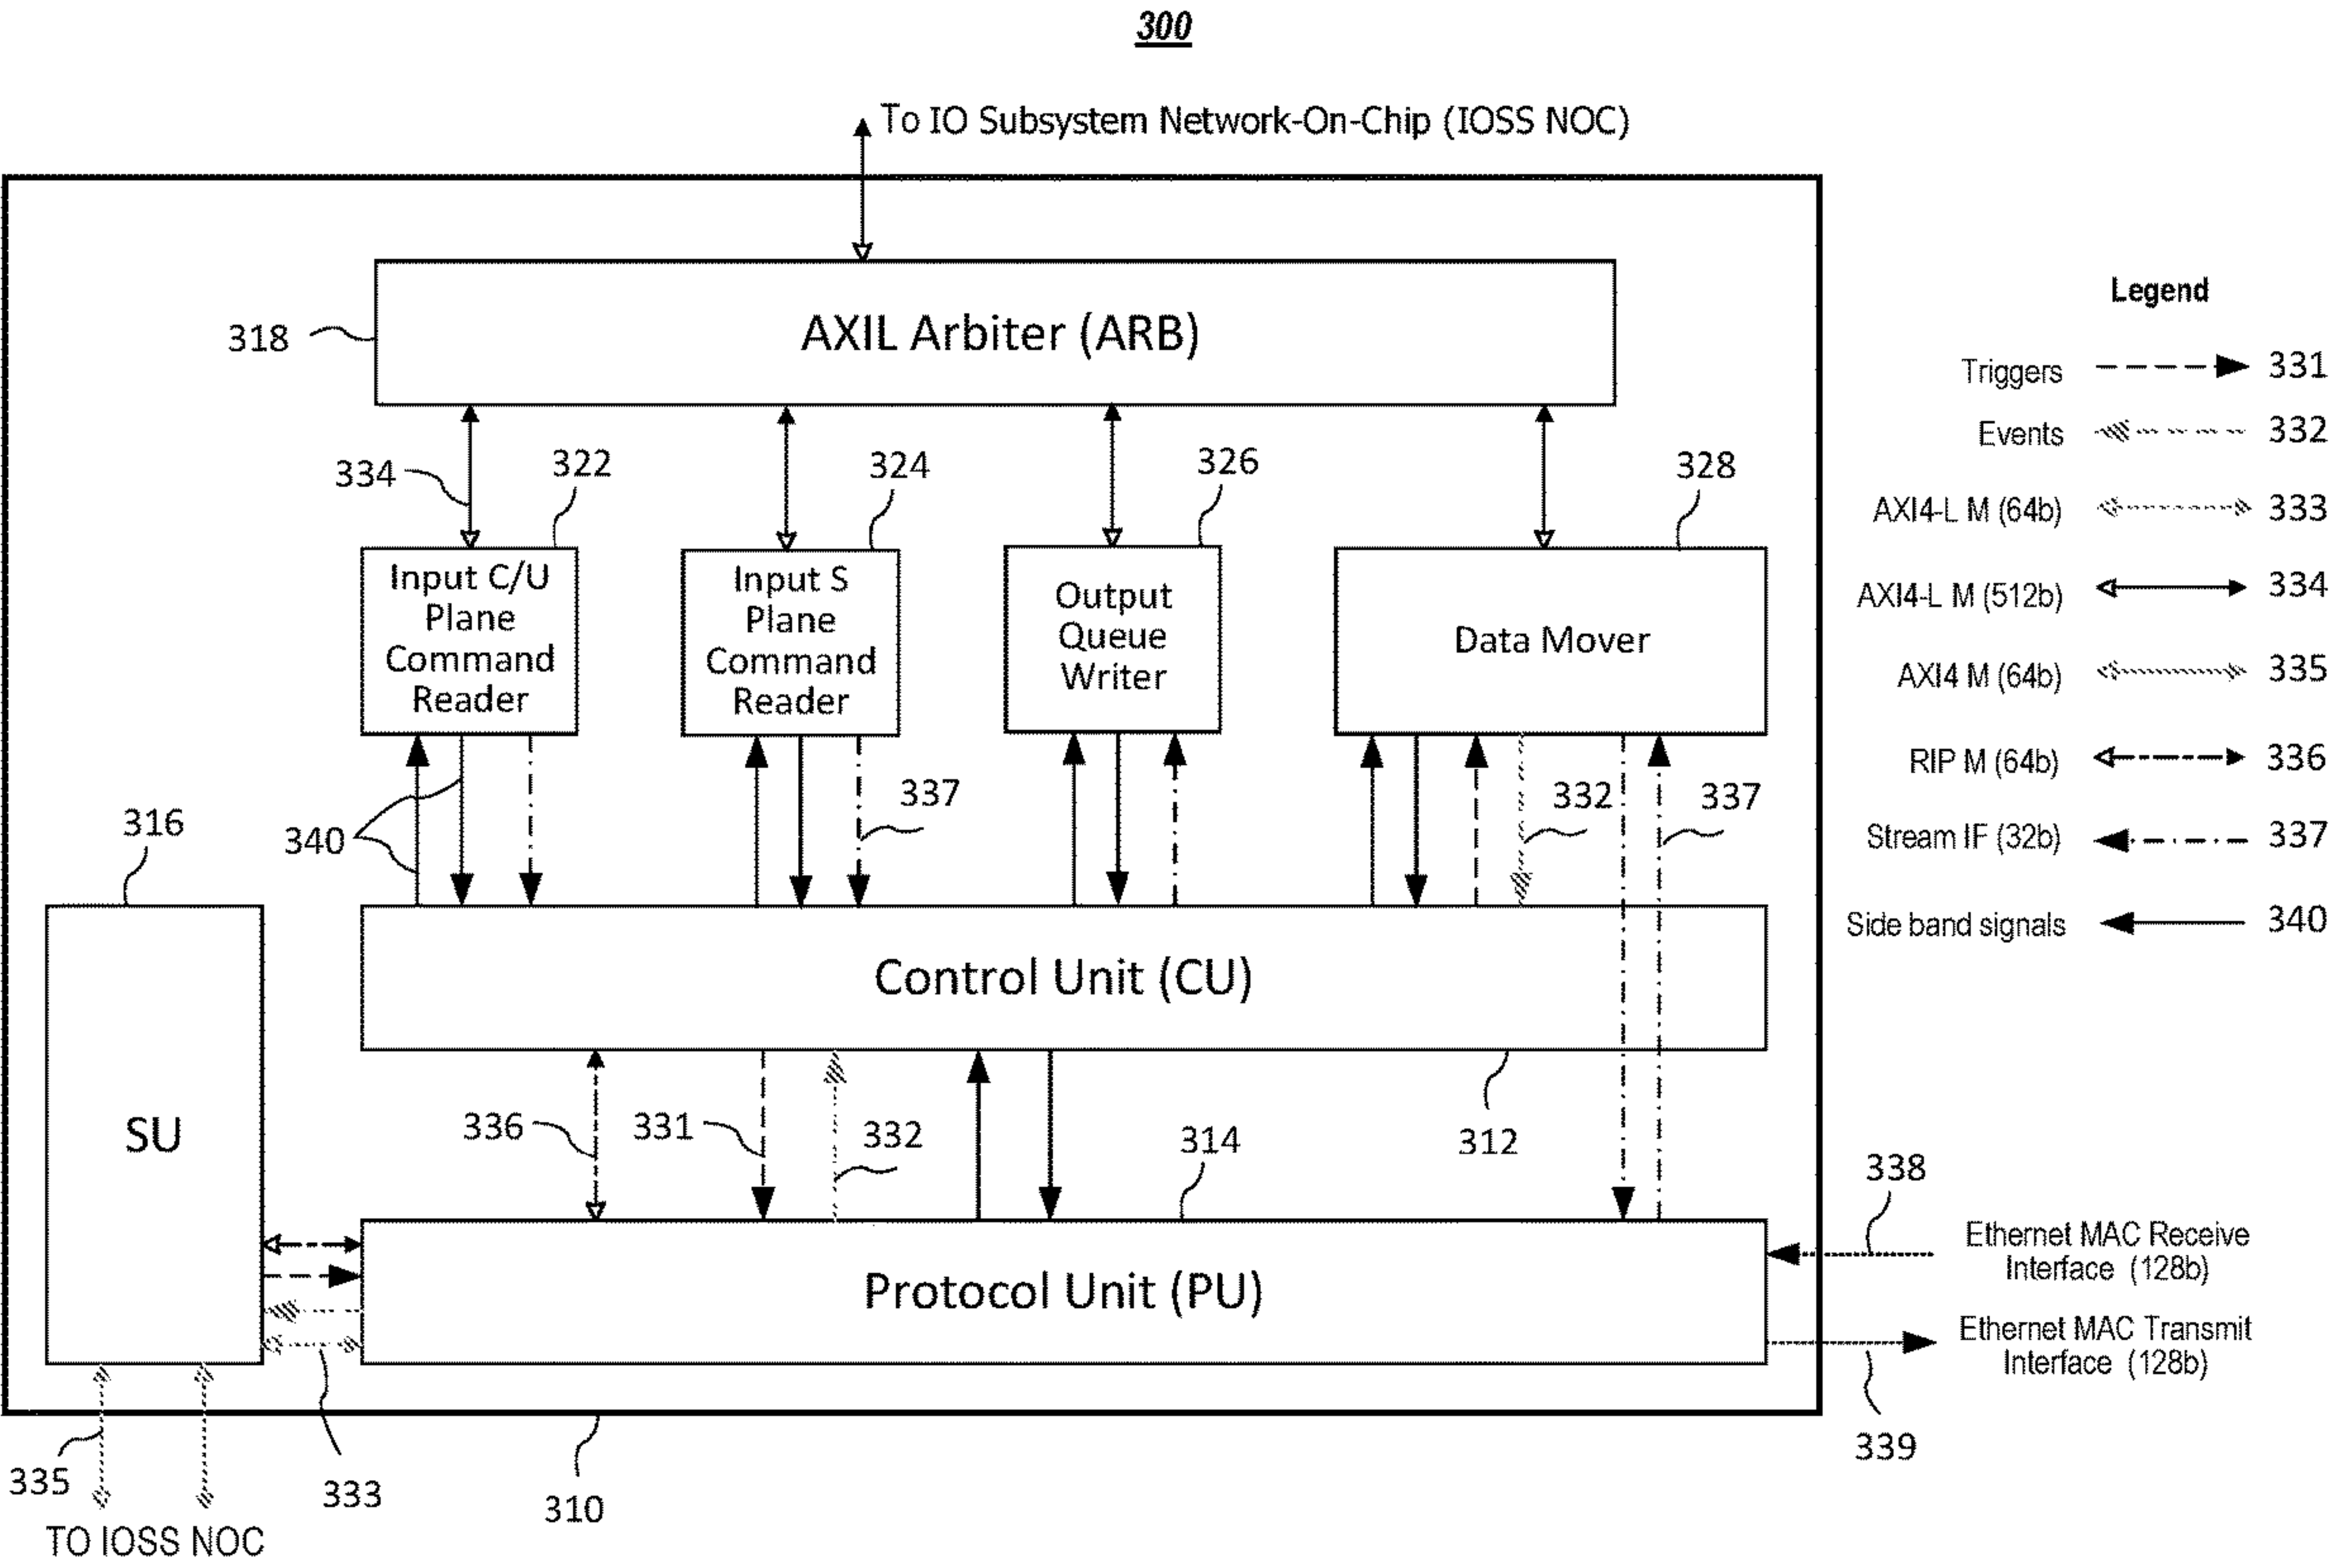 300
To IO Subsystem Network-On-Chip (IOSS NOC)
AXIL Arbiter (ARB)
318
334
322
324
326
328
Input C/U
Plane
Command
Reader
Input S
Plane
Command
Reader
Output
Queue
Writer
Data Mover
340
337
332
337
316
SU
Control Unit (CU)
336
331
332
314
312
Protocol Unit (PU)
338
Ethernet MAC Receive
Interface (128b)
Ethernet MAC Transmit
Interface (128b)
339
335
333
310
TO IOSS NOC
Legend
Triggers 331
Events 332
AXI4-L M (64b) 333
AXI4-L M (512b) 334
AXI4 M (64b) 335
RIP M (64b) 336
Stream IF (32b) 337
Side band signals 340